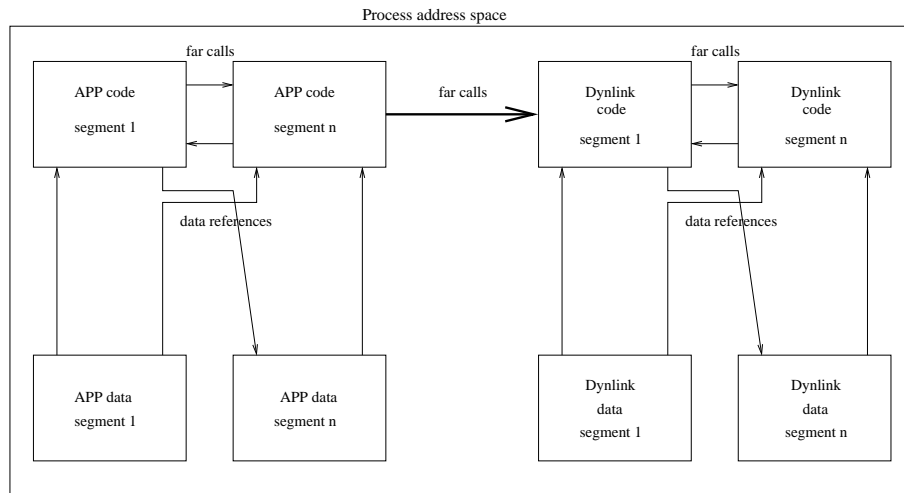 Process address space
far calls
far calls
APP code
segment 1
APP code
segment n
far calls
Dynlink
code
segment 1
Dynlink
code
segment n
data references
data references
APP data
segment 1
APP data
segment n
Dynlink
data
segment 1
Dynlink
data
segment n